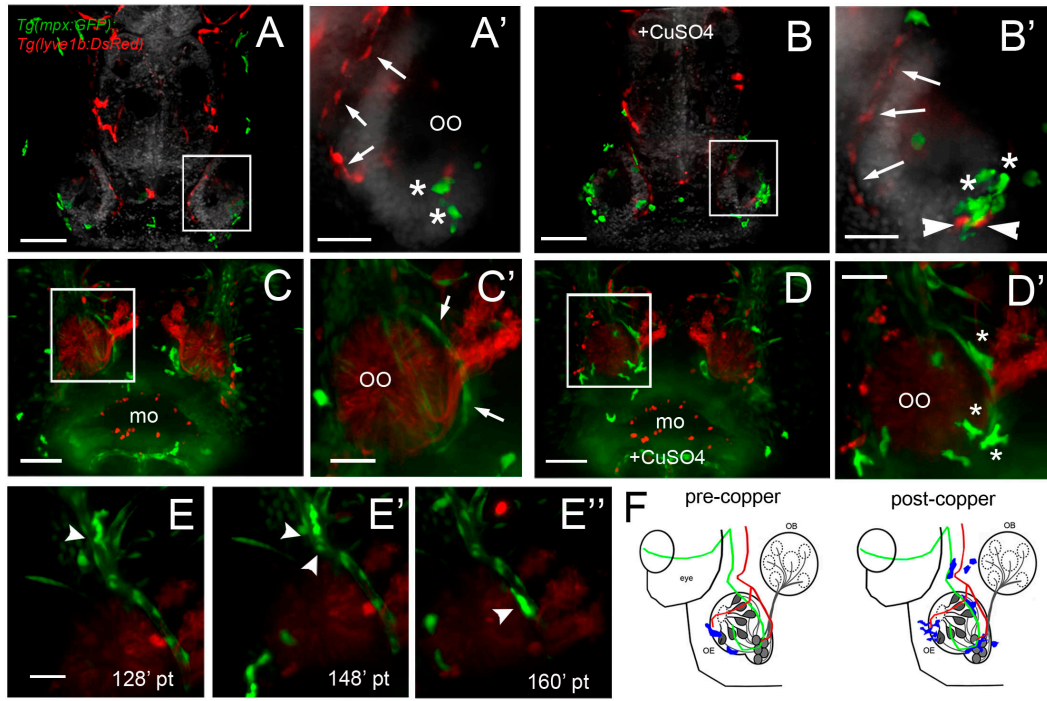 Tg(mpx:GFP)
Tg(lyve1b:DsRed)
A
A'
OO
* *
+CuSO4
B
B'
* *
C
mo
C'
OO
D
mo
+CuSO4
D'
OO
* * *
E
128' pt
E'
148' pt
E''
160' pt
F
pre-copper
post-copper
OB
eye
OE
OB
OE